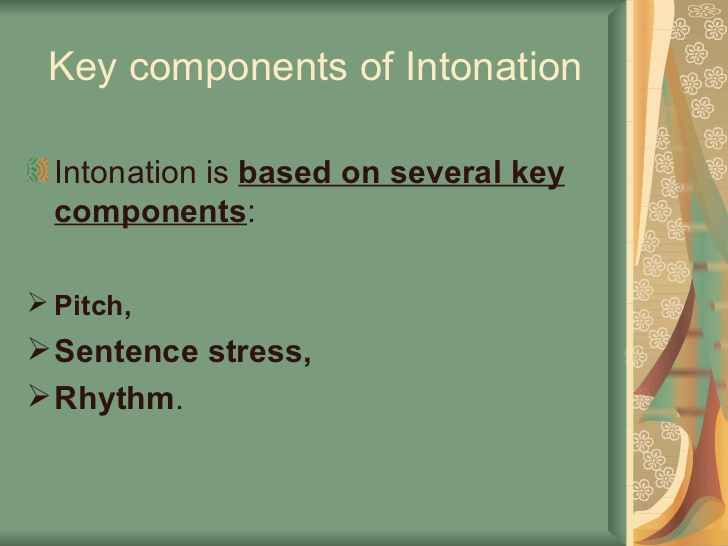 Key components of Intonation
Intonation is based on several key
components:
Pitch,
Sentence stress,
Rhythm.